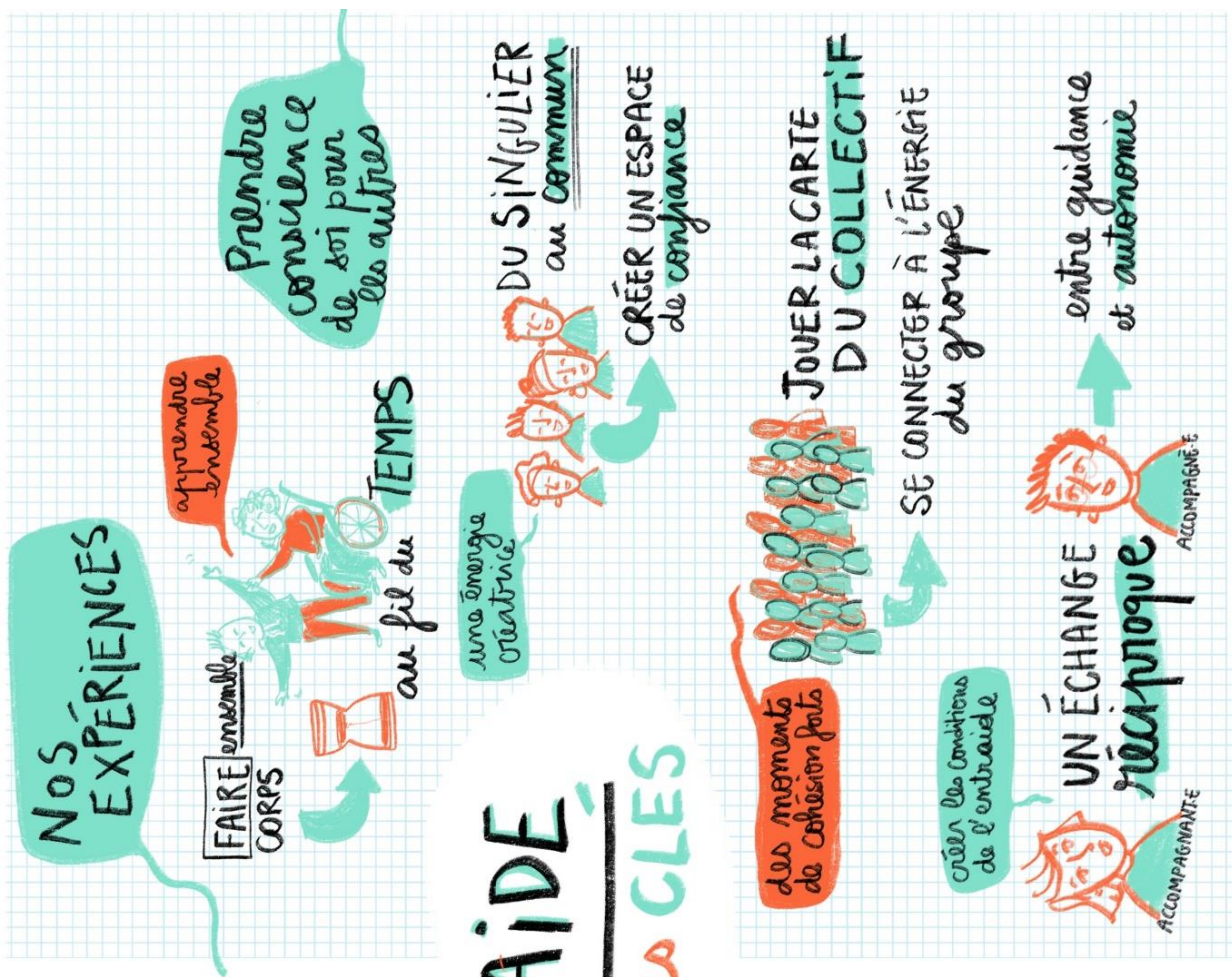 NOS
EXPÉRIENCES
FAIRE ensemble
CORPS
apprendre
ensemble
au fil du TEMPS
Prendre
conscience
de soi pour
les autres
une énergie
créatrice
DU SINGULIER
au commun
CRÉER UN ESPACE
de confiance
AIDE
CLÉS
des moments
de cohésion forts
JOUER LA CARTE
DU COLLECTIF
SE CONNECTER À L'ÉNERGIE
du groupe
créer les conditions
de l'entraide
UN ÉCHANGE
réciproque
ACCOMPAGNANT·E
ACCOMPAGNÉ·E
entre guidance
et autonomie